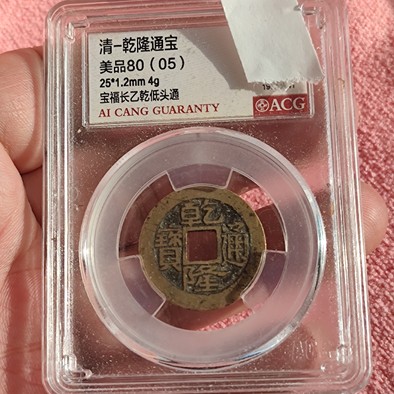 清-乾隆通宝
美品80(05)
25*1.2mm 4g
宝福长乙乾低头通
AI CANG GUARANTY
ACG
乾隆通寳